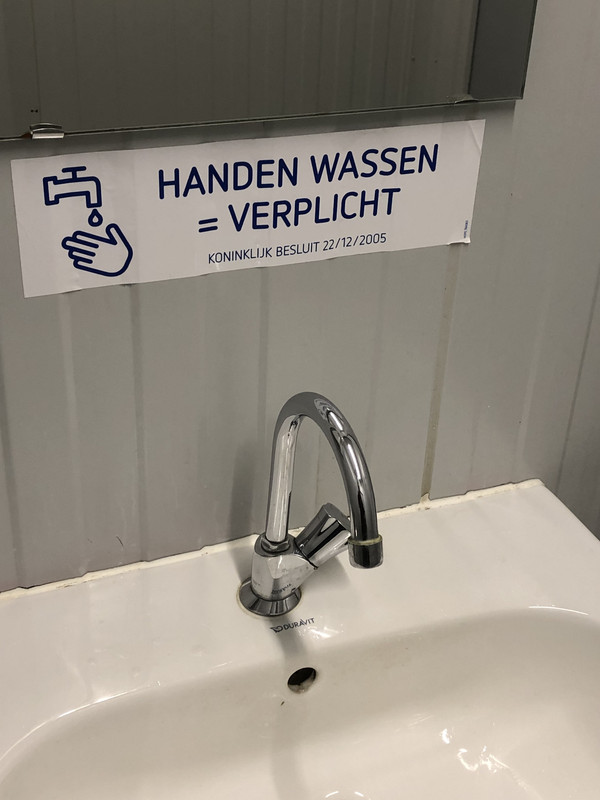 HANDEN WASSEN
= VERPLICHT
KONINKLIJK BESLUIT 22/12/2005
DURAVIT